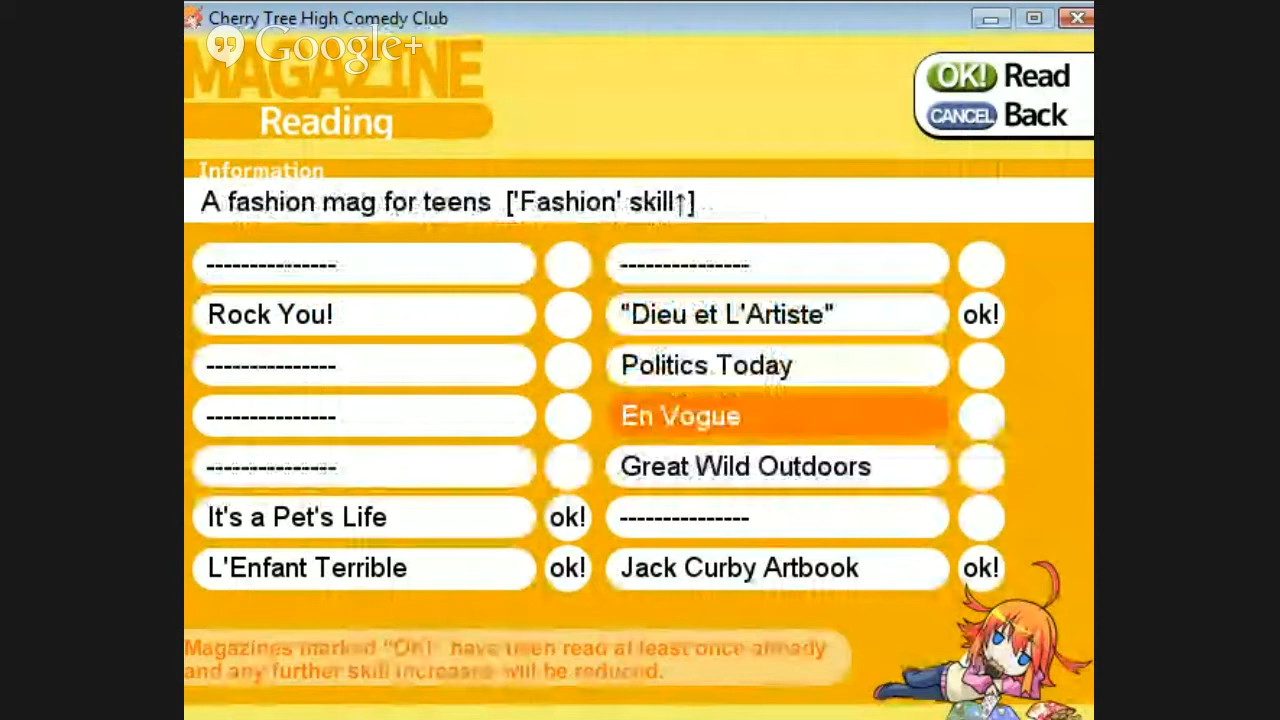 Cherry Tree High Comedy Club
Google+
MAGAZINE
Reading
OK! Read
CANCEL Back
Information
A fashion mag for teens ['Fashion' skill↑]
---------------
Rock You!
---------------
---------------
---------------
It's a Pet's Life ok!
L'Enfant Terrible ok!
---------------
"Dieu et L'Artiste" ok!
Politics Today
En Vogue
Great Wild Outdoors
---------------
Jack Curby Artbook ok!
Magazines marked "OK!" have been read at least once already
and any further skill increases will be reduced.